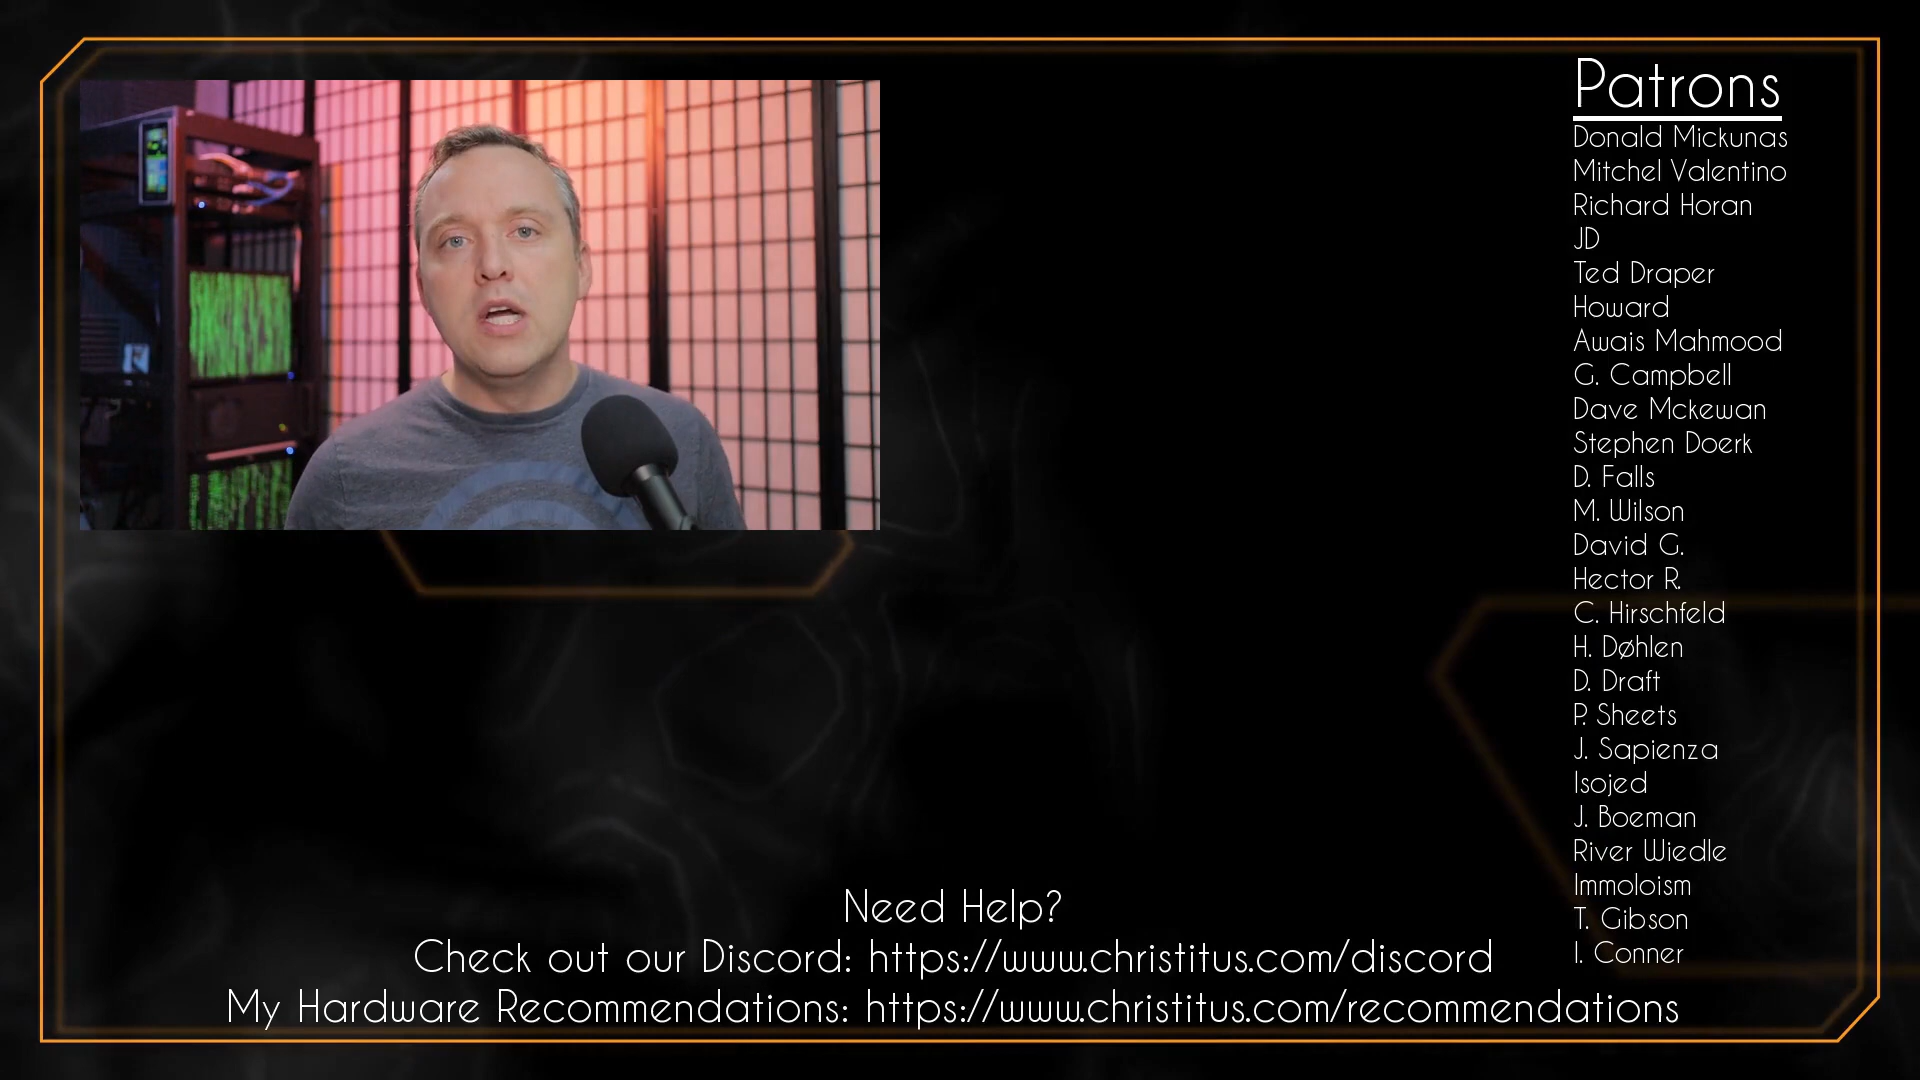 Patrons
Donald Mickunas
Mitchel Valentino
Richard Horan
JD
Ted Draper
Howard
Awais Mahmood
G. Campbell
Dave Mckewan
Stephen Doerk
D. Falls
M. Wilson
David G.
Hector R.
C. Hirschfeld
H. Døhlen
D. Draft
P. Sheets
J. Sapienza
Isojed
J. Boeman
River Wiedle
Immoloism
T. Gibson
I. Conner
Need Help?
Check out our Discord: https://www.christitus.com/discord
My Hardware Recommendations: https://www.christitus.com/recommendations